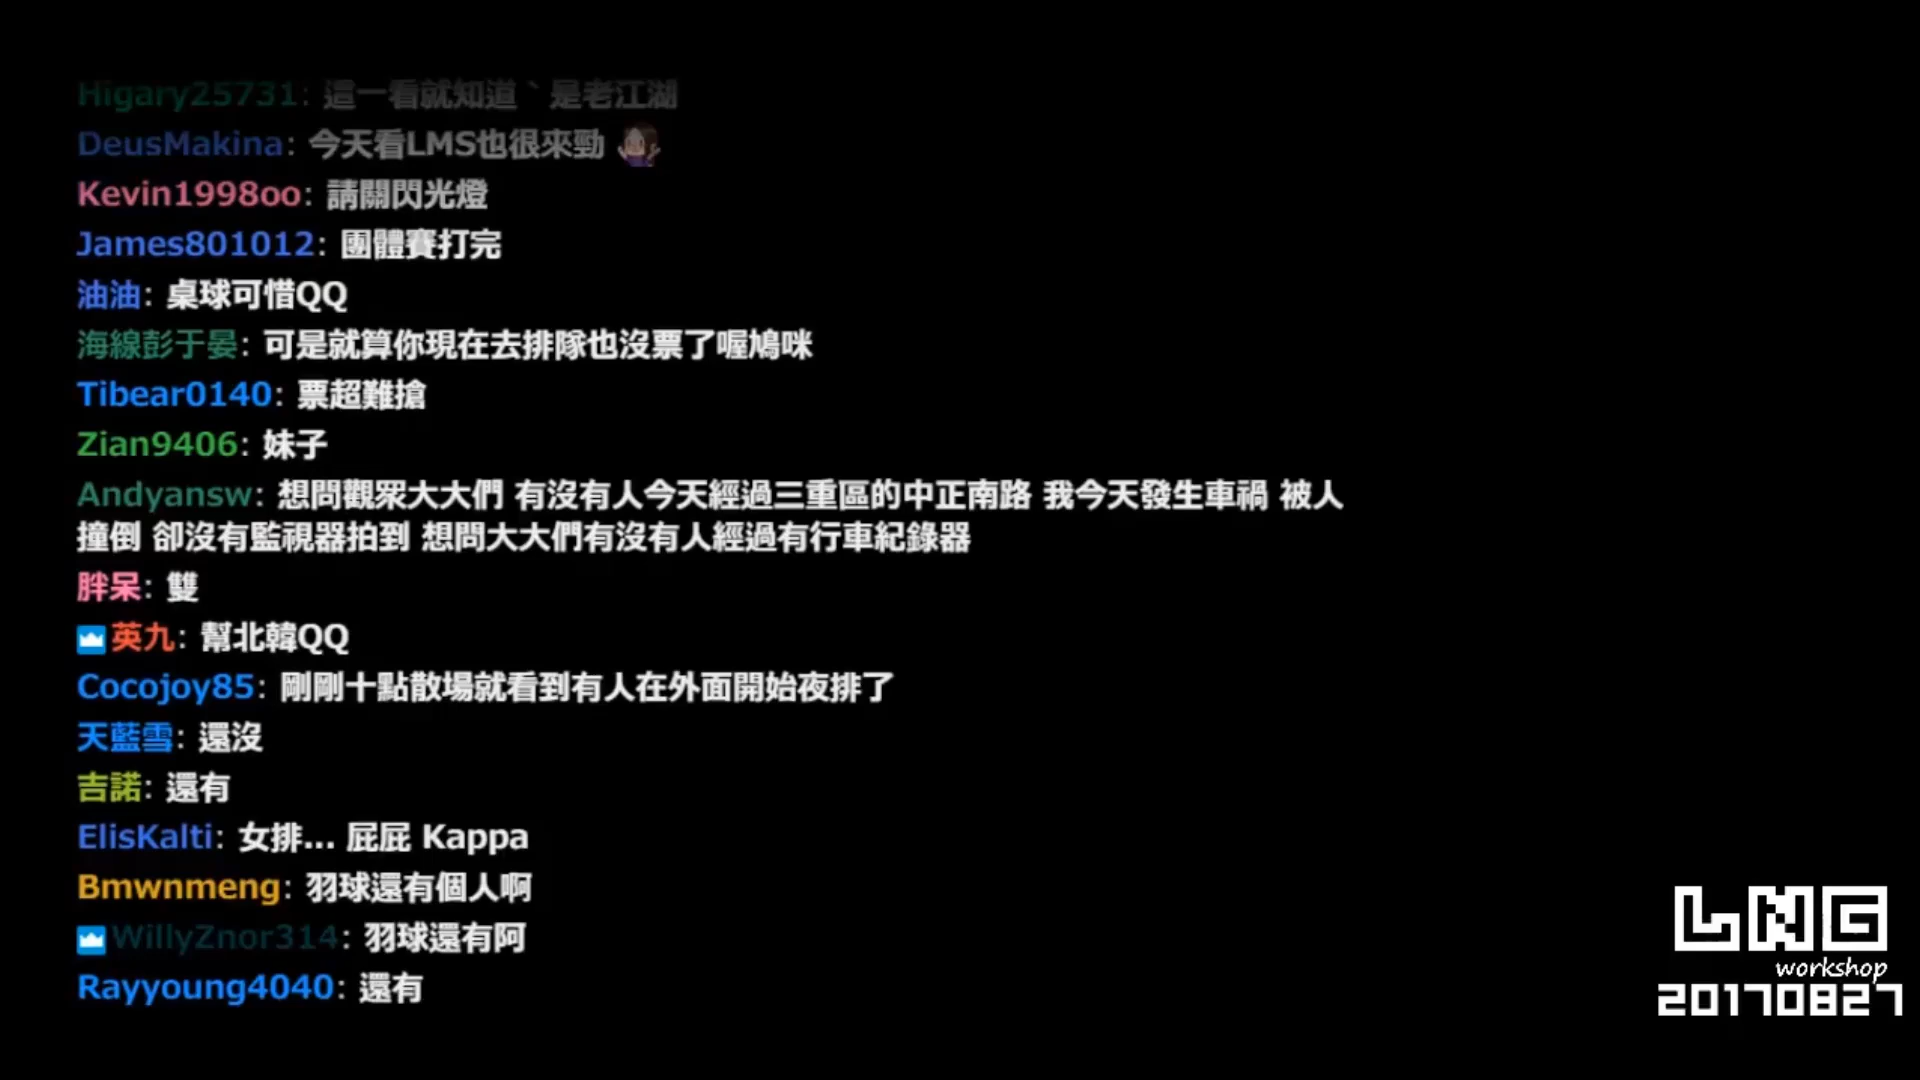 Higary25731: 這一看就知道`是老江湖
DeusMakina: 今天看LMS也很來勁
Kevin1998oo: 請關閃光燈
James801012: 團體賽打完
油油: 桌球可惜QQ
海線彭于晏: 可是就算你現在去排隊也沒票了喔鳩咪
Tibear0140: 票超難搶
Zian9406: 妹子
Andyansw: 想問觀眾大大們 有沒有人今天經過三重區的中正南路 我今天發生車禍 被人
撞倒 卻沒有監視器拍到 想問大大們有沒有人經過有行車紀錄器
胖呆: 雙
英九: 幫北韓QQ
Cocojoy85: 剛剛十點散場就看到有人在外面開始夜排了
天藍雪: 還沒
吉諾: 還有
ElisKalti: 女排... 屁屁 Kappa
Bmwnmeng: 羽球還有個人啊
WillyZnor314: 羽球還有阿
Rayyoung4040: 還有
LNG
workshop
20170827